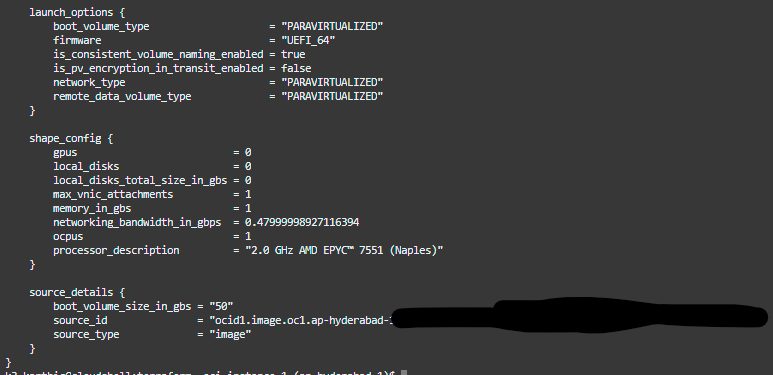 launch_options {
boot_volume_type = "PARAVIRTUALIZED"
firmware = "UEFI_64"
is_consistent_volume_naming_enabled = true
is_pv_encryption_in_transit_enabled = false
network_type = "PARAVIRTUALIZED"
remote_data_volume_type = "PARAVIRTUALIZED"
}
shape_config {
gpus = 0
local_disks = 0
local_disks_total_size_in_gbs = 0
max_vnic_attachments = 1
memory_in_gbs = 1
networking_bandwidth_in_gbps = 0.47999998927116394
ocpus = 1
processor_description = "2.0 GHz AMD EPYC™ 7551 (Naples)"
}
source_details {
boot_volume_size_in_gbs = "50"
source_id = "ocid1.image.oc1.ap-hyderabad-
source_type = "image"
}
}